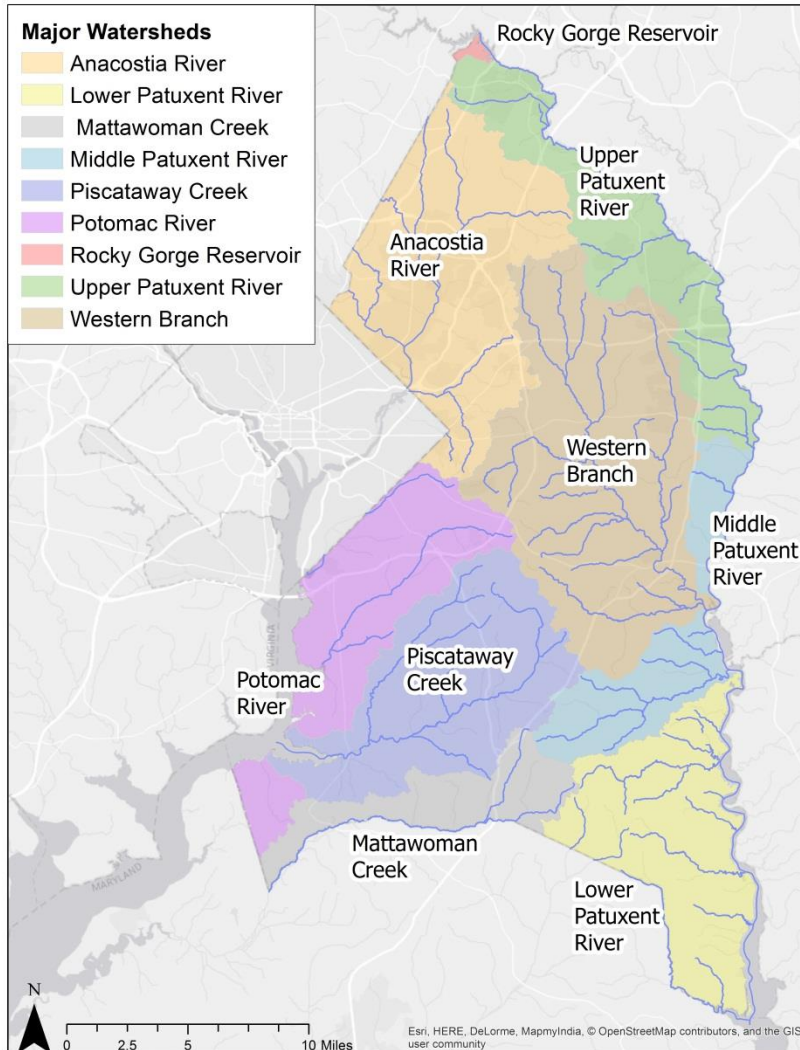 Major Watersheds
Anacostia River
Lower Patuxent River
Mattawoman Creek
Middle Patuxent River
Piscataway Creek
Potomac River
Rocky Gorge Reservoir
Upper Patuxent River
Western Branch
Rocky Gorge Reservoir
Upper
Patuxent
River
Anacostia
River
Western
Branch
Middle
Patuxent
River
Piscataway
Creek
Potomac
River
VIRGINIA
Mattawoman
Creek
MARYLAND
Lower
Patuxent
River
N
0 2.5 5 10 Miles
Esri, HERE, DeLorme, MapmyIndia, © OpenStreetMap contributors, and the GIS
user community